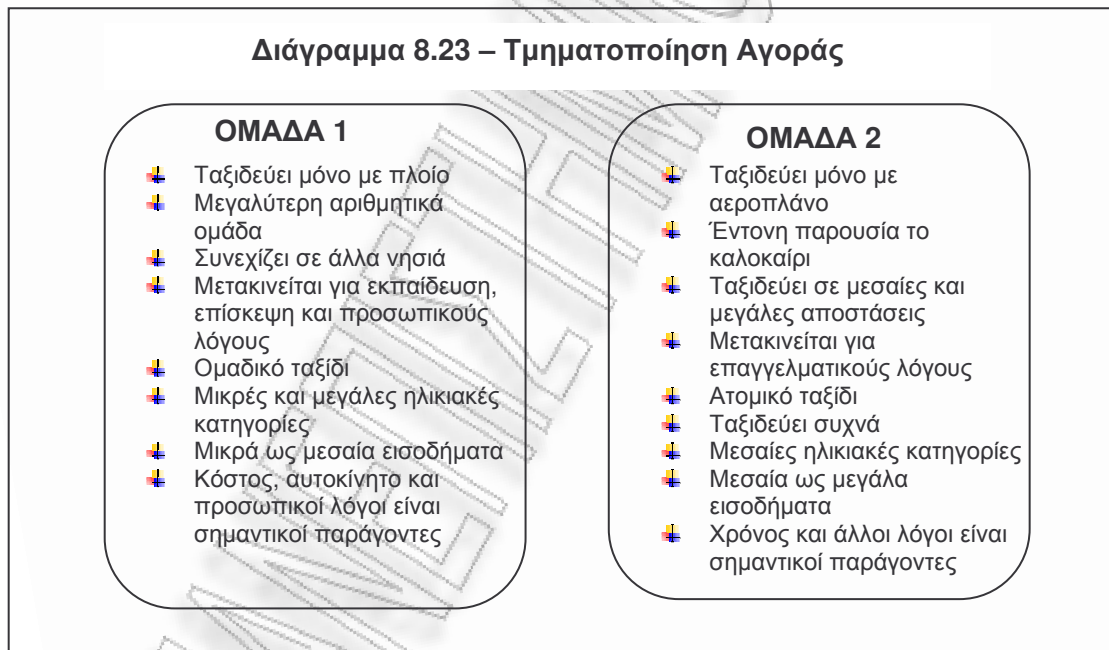 Διάγραμμα 8.23 – Τμηματοποίηση Αγοράς
ΟΜΑΔΑ 1
Ταξιδεύει μόνο με πλοίο
Μεγαλύτερη αριθμητικά
ομάδα
Συνεχίζει σε άλλα νησιά
Μετακινείται για εκπαίδευση,
επίσκεψη και προσωπικούς
λόγους
Ομαδικό ταξίδι
Μικρές και μεγάλες ηλικιακές
κατηγορίες
Μικρά ως μεσαία εισοδήματα
Κόστος, αυτοκίνητο και
προσωπικοί λόγοι είναι
σημαντικοί παράγοντες
ΟΜΑΔΑ 2
Ταξιδεύει μόνο με
αεροπλάνο
Έντονη παρουσία το
καλοκαίρι
Ταξιδεύει σε μεσαίες και
μεγάλες αποστάσεις
Μετακινείται για
επαγγελματικούς λόγους
Ατομικό ταξίδι
Ταξιδεύει συχνά
Μεσαίες ηλικιακές κατηγορίες
Μεσαία ως μεγάλα
εισοδήματα
Χρόνος και άλλοι λόγοι είναι
σημαντικοί παράγοντες